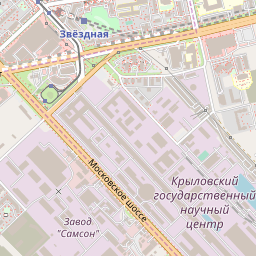 Звёздная
Московское шоссе
Крыловский
государственный
научный
центр
Завод
"Самсон"